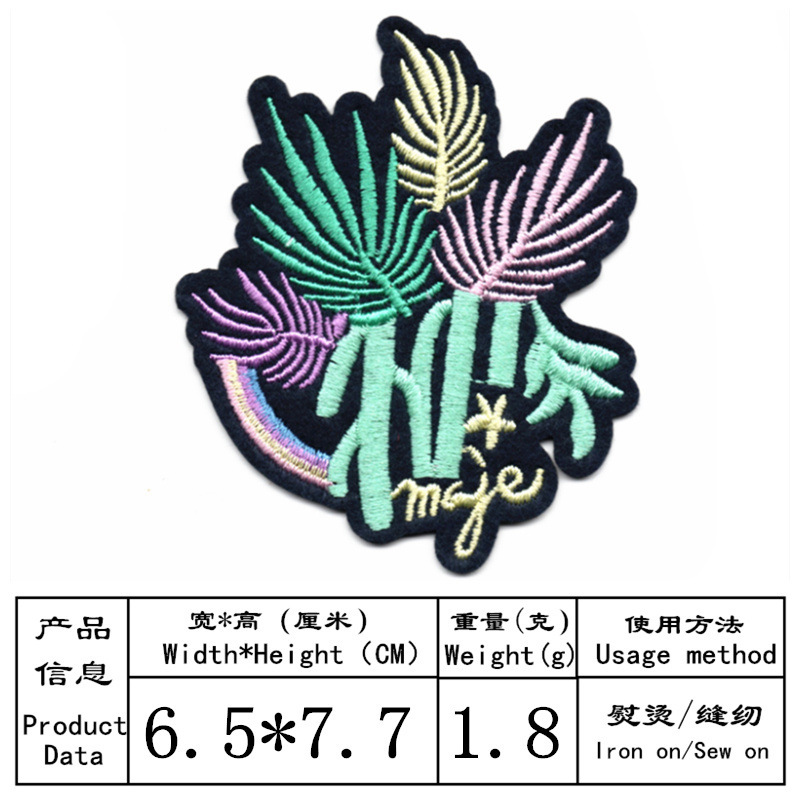 maje
产品
信息
Product
Data
宽*高 (厘米)
Width*Height (CM)
重量(克)
Weight(g)
使用方法
Usage method
6.5*7.7
1.8
熨烫/缝纫
Iron on/Sew on